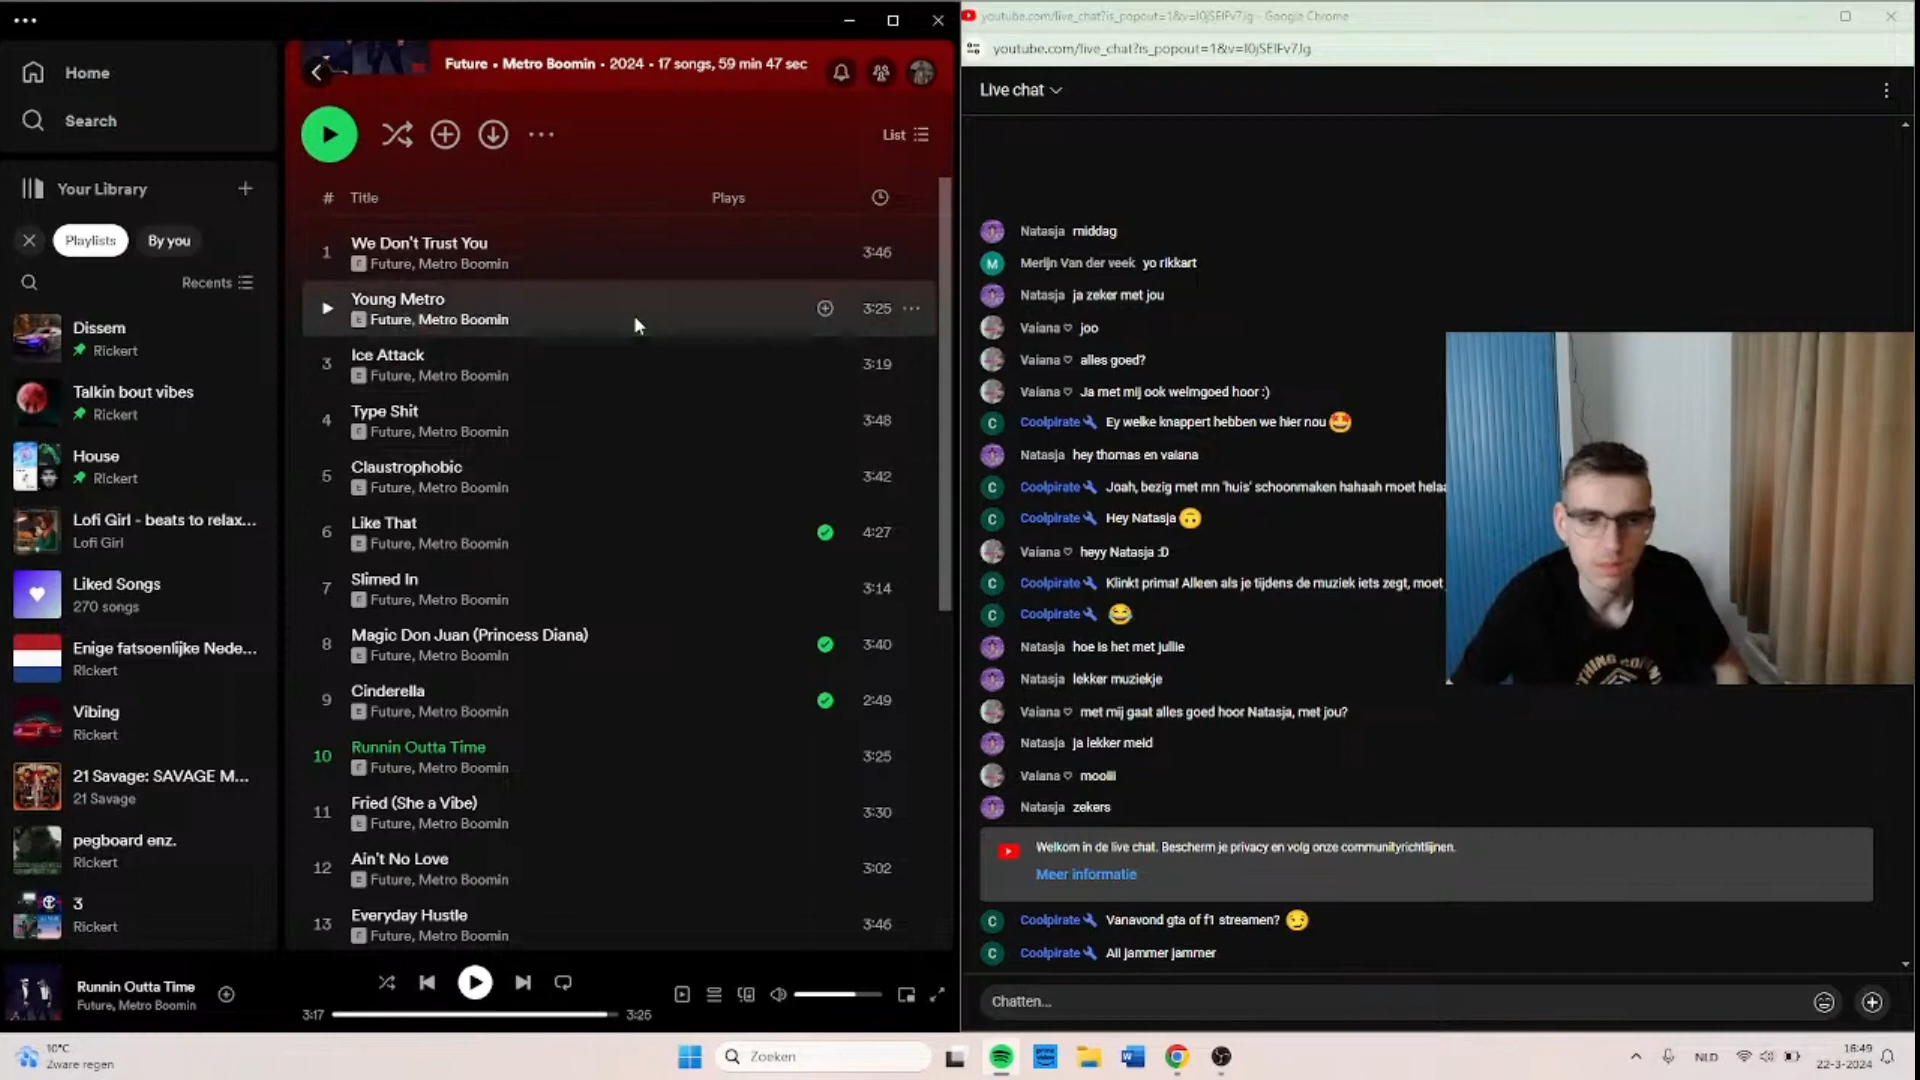 Home
Search
Your Library
Playlists
By you
Recents
Dissem
Rickert
Talkin bout vibes
Rickert
House
Rickert
Lofi Girl - beats to relax...
Lofi Girl
Liked Songs
270 songs
Enige fatsoenlijke Nede...
Rickert
Vibing
Rickert
21 Savage: SAVAGE M...
21 Savage
pegboard enz.
Rickert
3
Rickert
Future • Metro Boomin • 2024 • 17 songs, 59 min 47 sec
List
# Title Plays
1 We Don't Trust You 3:46
E Future, Metro Boomin
Young Metro 3:25
E Future, Metro Boomin
3 Ice Attack 3:19
E Future, Metro Boomin
4 Type Shit 3:48
E Future, Metro Boomin
5 Claustrophobic 3:42
E Future, Metro Boomin
6 Like That 4:27
E Future, Metro Boomin
7 Slimed In 3:14
E Future, Metro Boomin
8 Magic Don Juan (Princess Diana) 3:40
E Future, Metro Boomin
9 Cinderella 2:49
E Future, Metro Boomin
10 Runnin Outta Time 3:25
E Future, Metro Boomin
11 Fried (She a Vibe) 3:30
E Future, Metro Boomin
12 Ain't No Love 3:02
E Future, Metro Boomin
13 Everyday Hustle 3:46
E Future, Metro Boomin
Runnin Outta Time
Future, Metro Boomin
3:17 3:25
youtube.com/live_chat?is_popout=1&v=l0jSElFv7Jg - Google Chrome
youtube.com/live_chat?is_popout=1&v=l0jSElFv7Jg
Live chat
Natasja middag
M Merijn Van der veek yo rikkart
Natasja ja zeker met jou
Vaiana ♡ joo
Vaiana ♡ alles goed?
Vaiana ♡ Ja met mij ook welmgoed hoor :)
C Coolpirate Ey welke knappert hebben we hier nou 🤩
Natasja hey thomas en vaiana
C Coolpirate Joah, bezig met mn 'huis' schoonmaken hahaah moet hela
C Coolpirate Hey Natasja 🙃
Vaiana ♡ heyy Natasja :D
C Coolpirate Klinkt prima! Alleen als je tijdens de muziek iets zegt, moet
C Coolpirate 😂
Natasja hoe is het met jullie
Natasja lekker muziekje
Vaiana ♡ met mij gaat alles goed hoor Natasja, met jou?
Natasja ja lekker meid
Vaiana ♡ mooiii
Natasja zekers
Welkom in de live chat. Bescherm je privacy en volg onze communityrichtlijnen.
Meer informatie
C Coolpirate Vanavond gta of f1 streamen? 😏
C Coolpirate All jammer jammer
Chatten...
10°C
Zware regen
Zoeken
NLD
16:49
22-3-2024